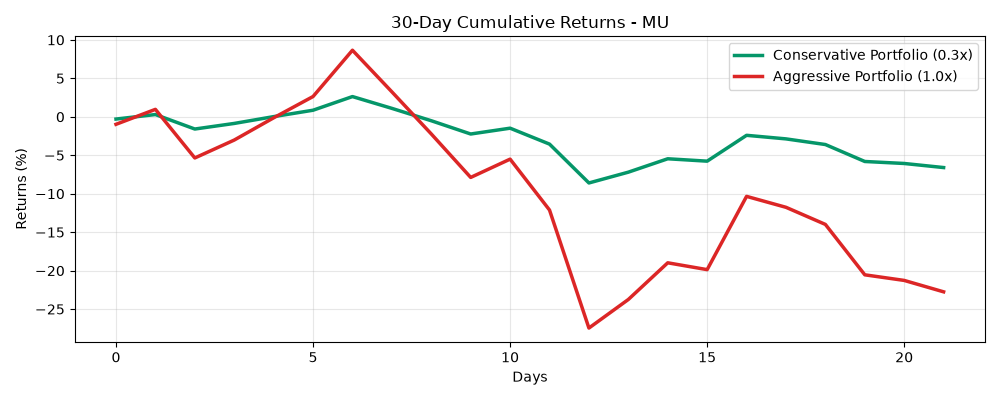 30-Day Cumulative Returns - MU
Conservative Portfolio (0.3x)
Aggressive Portfolio (1.0x)
Returns (%)
10
5
0
−5
−10
−15
−20
−25
0
5
10
15
20
Days